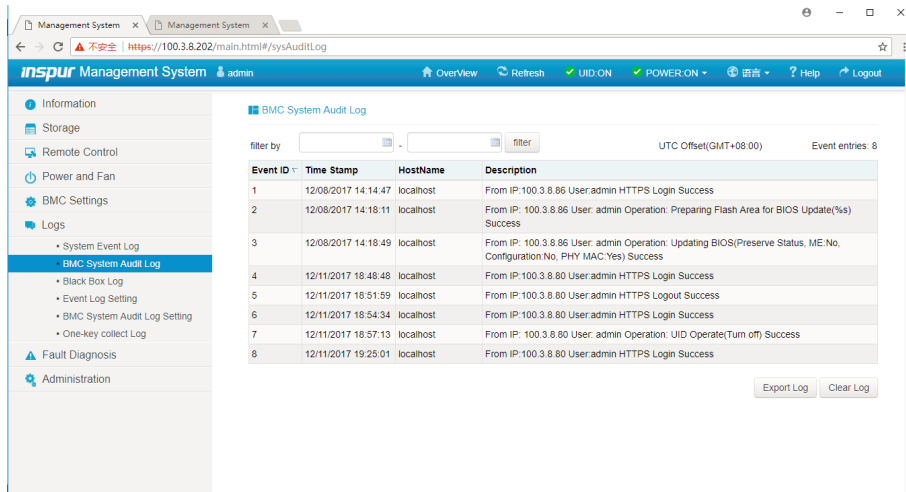 Management System
Management System
不安全 | https://100.3.8.202/main.html#/sysAuditLog
inspur Management System admin OverView Refresh UID:ON POWER:ON 语言 Help Logout
Information
Storage
Remote Control
Power and Fan
BMC Settings
Logs
• System Event Log
• BMC System Audit Log
• Black Box Log
• Event Log Setting
• BMC System Audit Log Setting
• One-key collect Log
Fault Diagnosis
Administration
BMC System Audit Log
filter by - filter UTC Offset(GMT+08:00) Event entries: 8
Event ID Time Stamp HostName Description
1 12/08/2017 14:14:47 localhost From IP:100.3.8.86 User:admin HTTPS Login Success
2 12/08/2017 14:18:11 localhost From IP: 100.3.8.86 User: admin Operation: Preparing Flash Area for BIOS Update(%s)
Success
3 12/08/2017 14:18:49 localhost From IP: 100.3.8.86 User: admin Operation: Updating BIOS(Preserve Status, ME:No,
Configuration:No, PHY MAC:Yes) Success
4 12/11/2017 18:48:48 localhost From IP:100.3.8.80 User:admin HTTPS Login Success
5 12/11/2017 18:51:59 localhost From IP:100.3.8.80 User:admin HTTPS Logout Success
6 12/11/2017 18:54:34 localhost From IP:100.3.8.80 User:admin HTTPS Login Success
7 12/11/2017 18:57:13 localhost From IP: 100.3.8.80 User: admin Operation: UID Operate(Turn off) Success
8 12/11/2017 19:25:01 localhost From IP:100.3.8.80 User:admin HTTPS Login Success
Export Log Clear Log